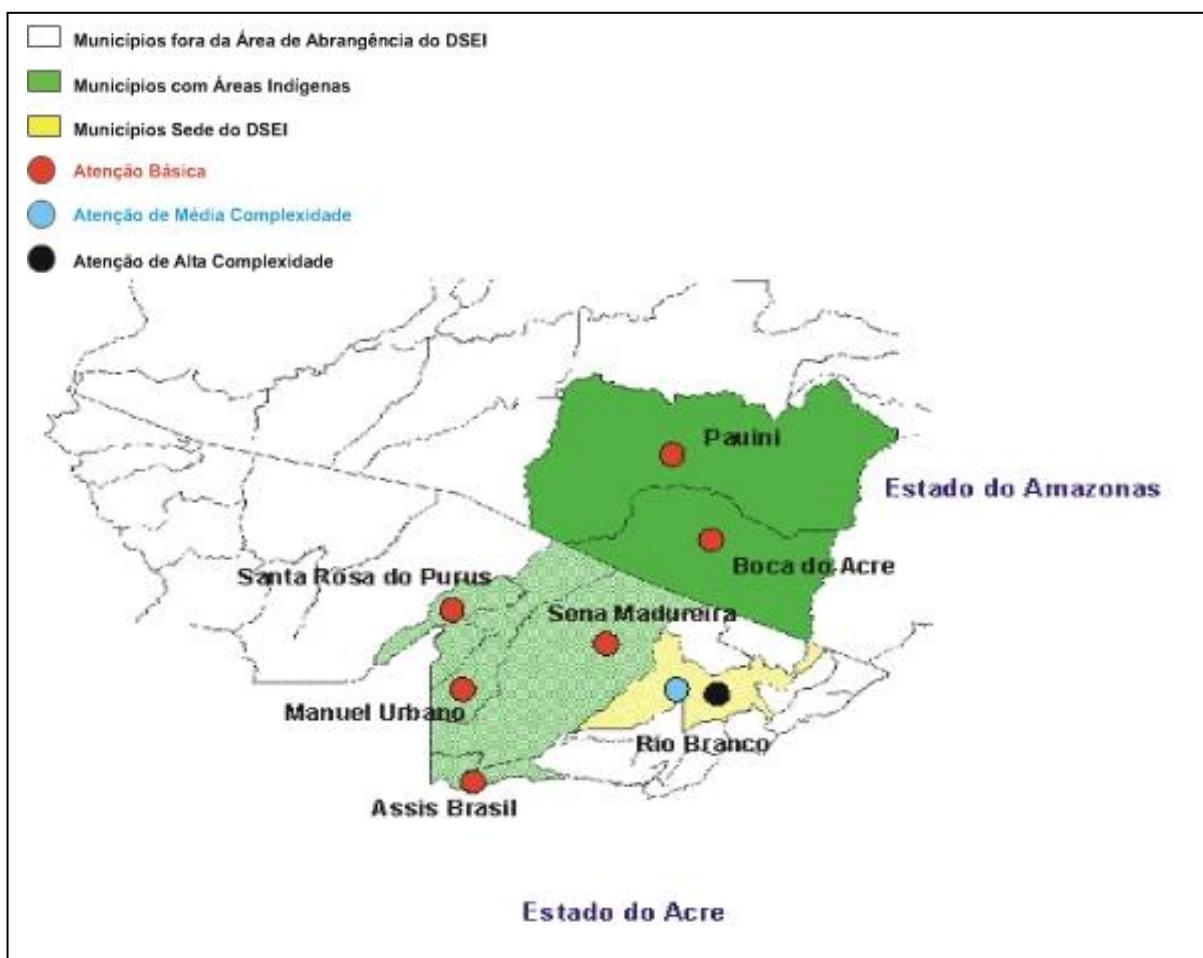 Municípios fora da Área de Abrangência do DSEI
Municípios com Áreas Indígenas
Municípios Sede do DSEI
Atenção Básica
Atenção de Média Complexidade
Atenção de Alta Complexidade
Pauini
Estado do Amazonas
Boca do Acre
Santa Rosa do Purus
Sena Madureira
Manuel Urbano
Rio Branco
Assis Brasil
Estado do Acre